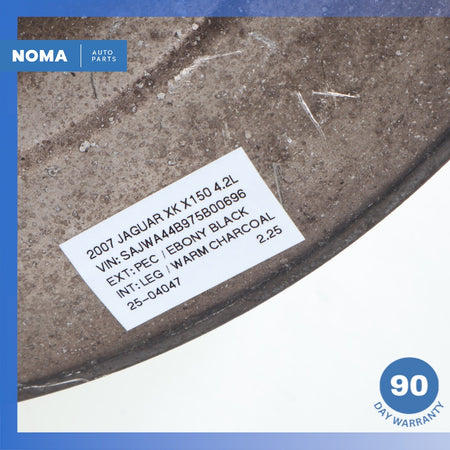 NOMA AUTO
PARTS
2007 JAGUAR XK X150 4.2L
VIN: SAJWA44B975B00696
EXT: PEC / EBONY BLACK
INT: LEG / WARM CHARCOAL
25-04047 2.25
90
DAY WARRANTY